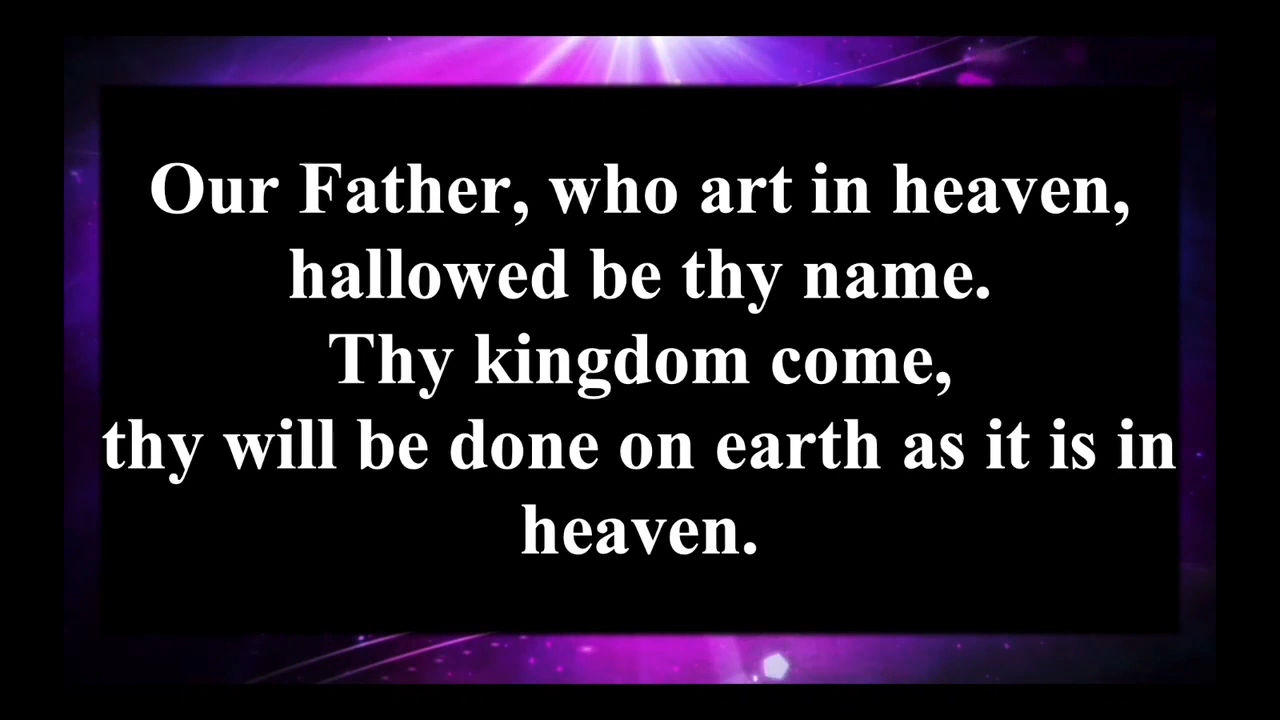 Our Father, who art in heaven,
hallowed be thy name.
Thy kingdom come,
thy will be done on earth as it is in
heaven.